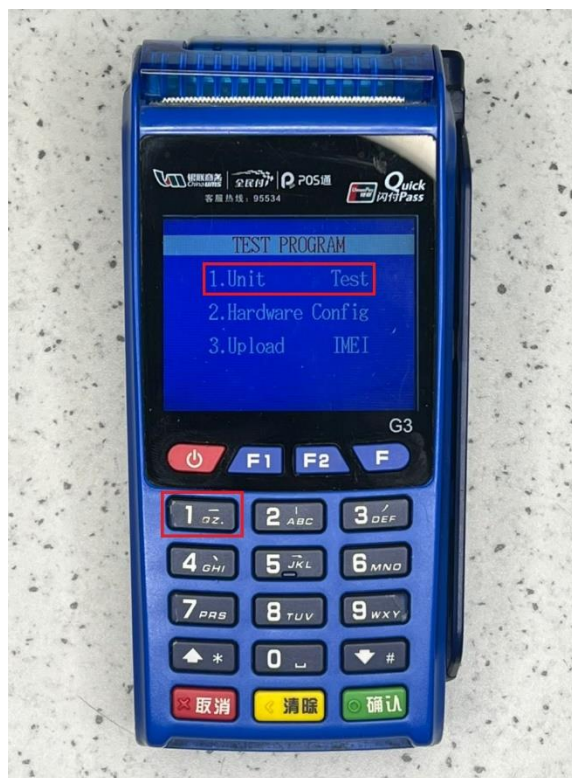 银联商务 ChinaUMS 全民付 POS通
客服热线：95534
Quick Pass 闪付
TEST PROGRAM
1.Unit Test
2.Hardware Config
3.Upload IMEI
G3
F1 F2 F
1 QZ. 2 ABC 3 DEF
4 GHI 5 JKL 6 MNO
7 PRS 8 TUV 9 WXY
* 0 #
取消 清除 确认